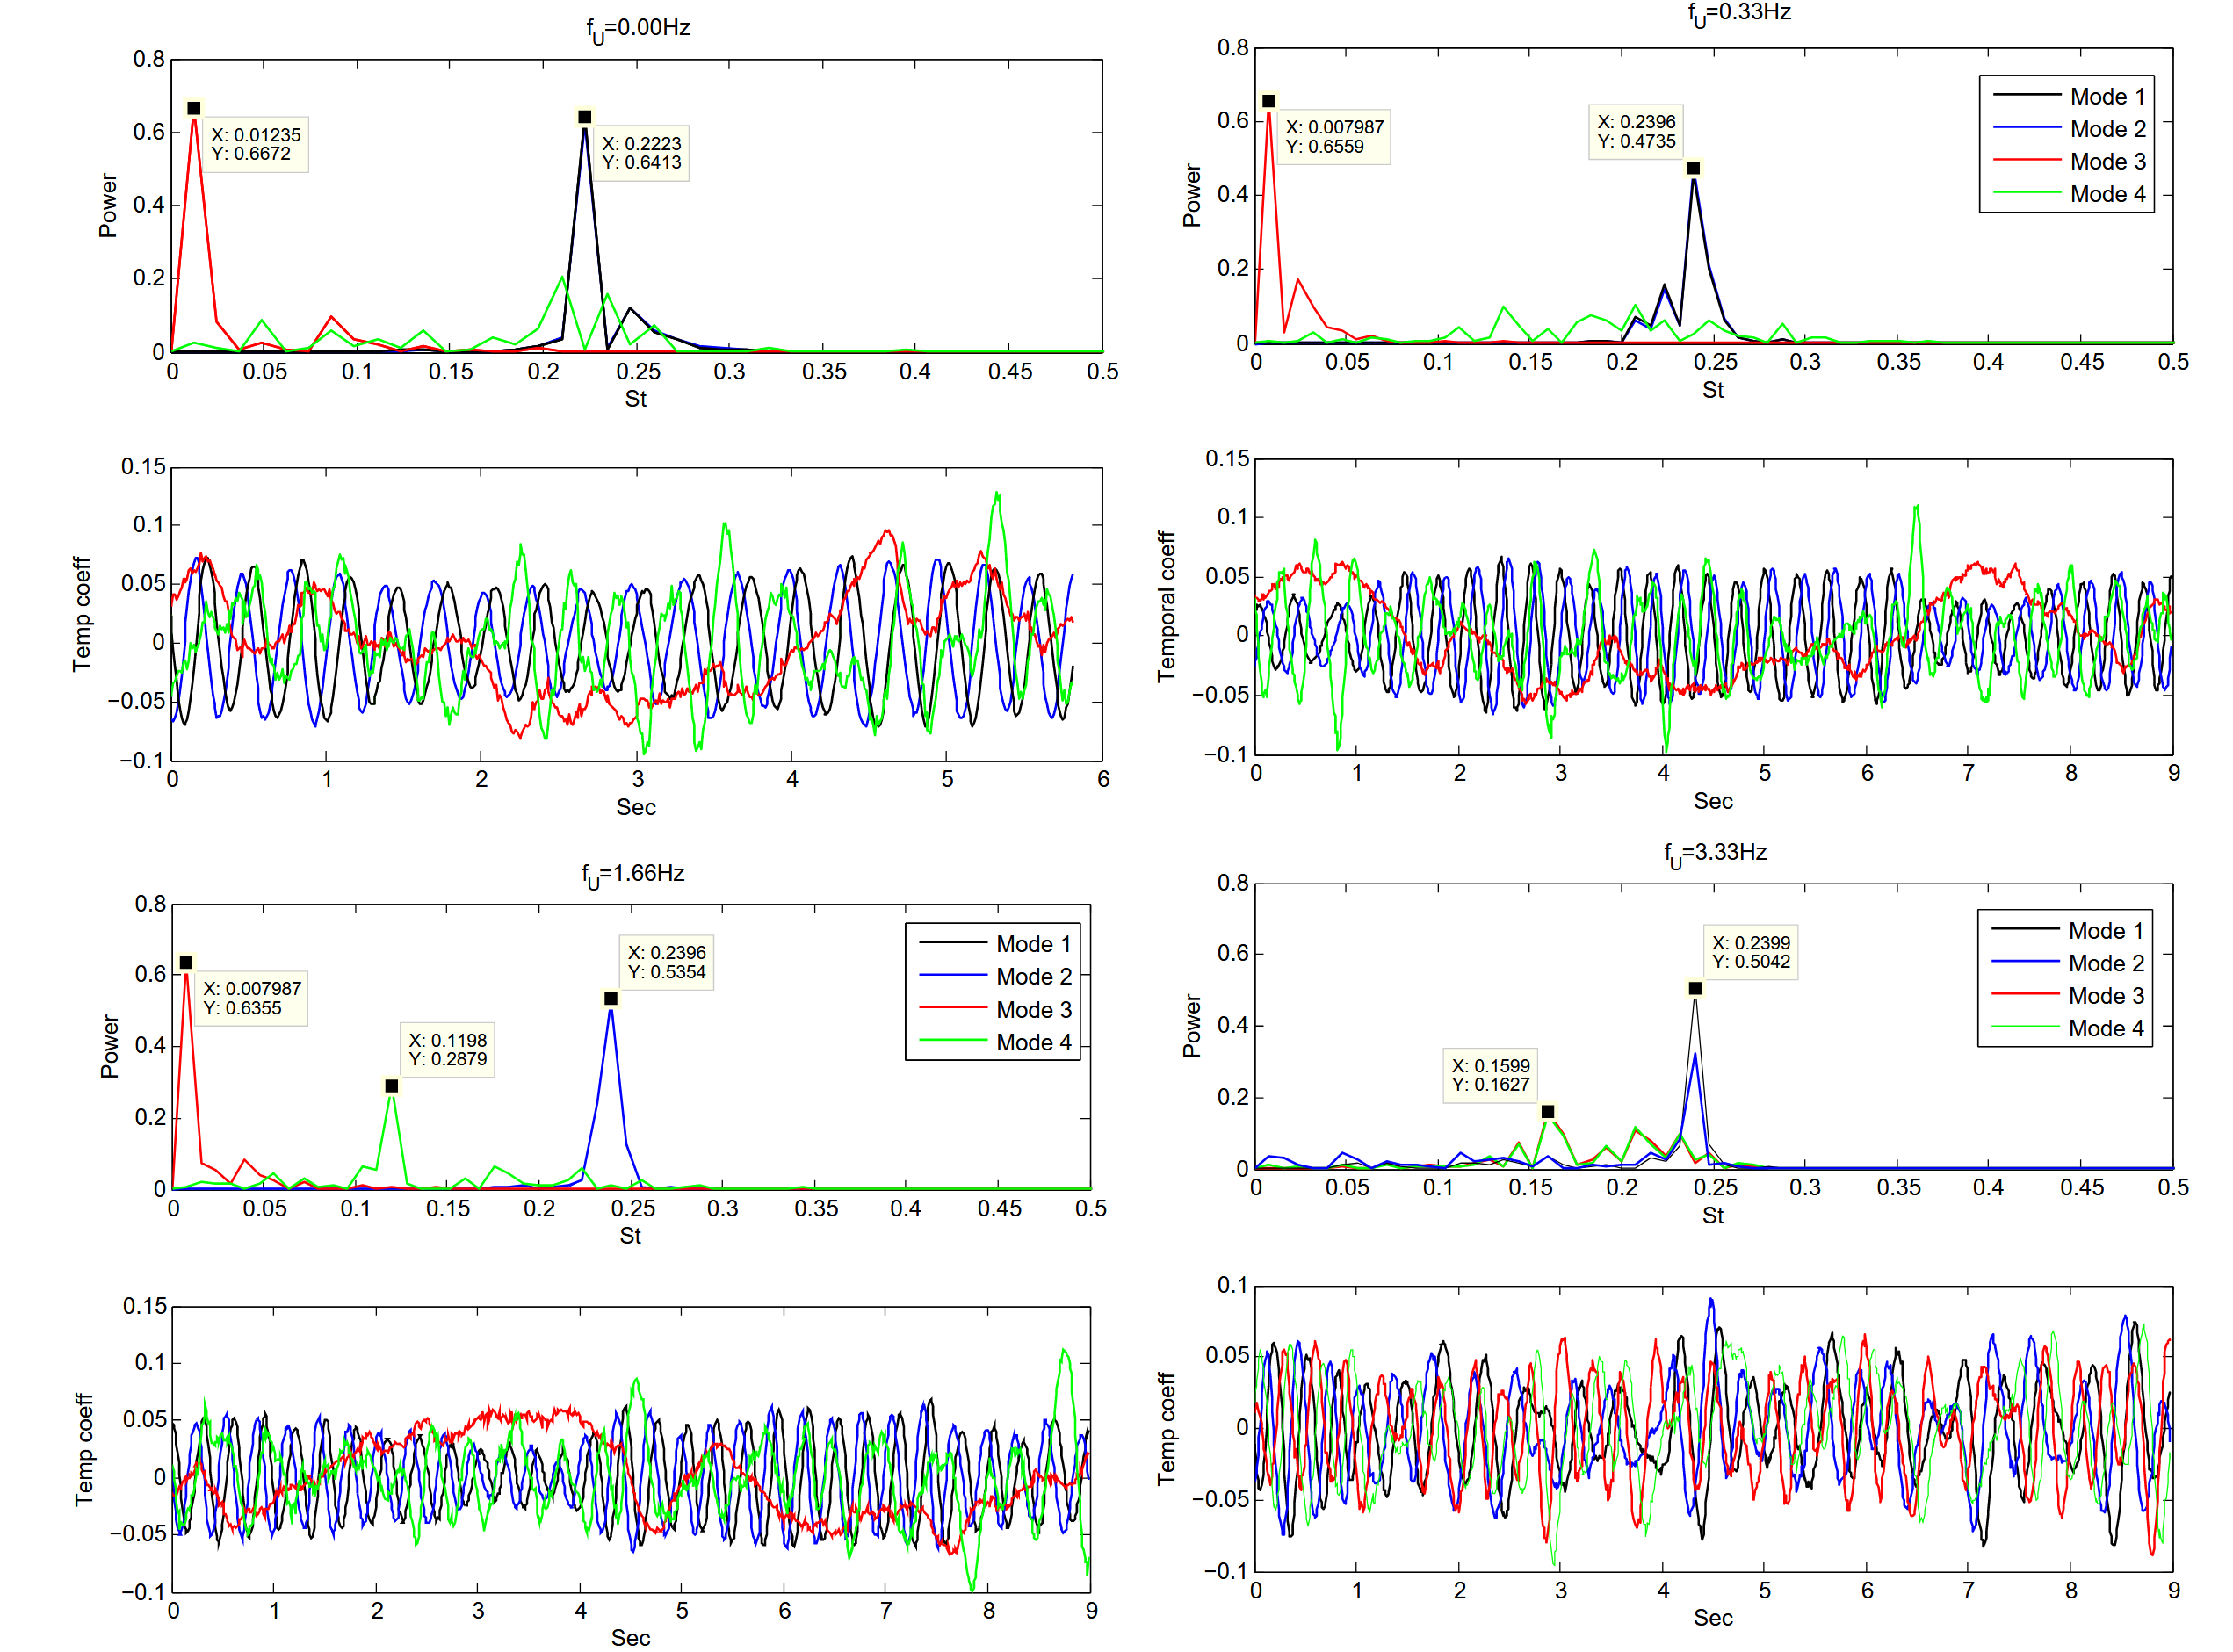 f_U=0.00Hz
0.8
0.6
0.4
0.2
0
Power
X: 0.01235
Y: 0.6672
X: 0.2223
Y: 0.6413
0 0.05 0.1 0.15 0.2 0.25 0.3 0.35 0.4 0.45 0.5
St
0.15
0.1
0.05
0
−0.05
−0.1
Temp coeff
0 1 2 3 4 5 6
Sec
f_U=0.33Hz
0.8
0.6
0.4
0.2
0
Power
X: 0.007987
Y: 0.6559
X: 0.2396
Y: 0.4735
Mode 1
Mode 2
Mode 3
Mode 4
0 0.05 0.1 0.15 0.2 0.25 0.3 0.35 0.4 0.45 0.5
St
0.15
0.1
0.05
0
−0.05
−0.1
Temporal coeff
0 1 2 3 4 5 6 7 8 9
Sec
f_U=1.66Hz
0.8
0.6
0.4
0.2
0
Power
X: 0.007987
Y: 0.6355
X: 0.1198
Y: 0.2879
X: 0.2396
Y: 0.5354
Mode 1
Mode 2
Mode 3
Mode 4
0 0.05 0.1 0.15 0.2 0.25 0.3 0.35 0.4 0.45 0.5
St
0.15
0.1
0.05
0
−0.05
−0.1
Temp coeff
0 1 2 3 4 5 6 7 8 9
Sec
f_U=3.33Hz
0.8
0.6
0.4
0.2
0
Power
X: 0.1599
Y: 0.1627
X: 0.2399
Y: 0.5042
Mode 1
Mode 2
Mode 3
Mode 4
0 0.05 0.1 0.15 0.2 0.25 0.3 0.35 0.4 0.45 0.5
St
0.1
0.05
0
−0.05
−0.1
Temp coeff
0 1 2 3 4 5 6 7 8 9
Sec